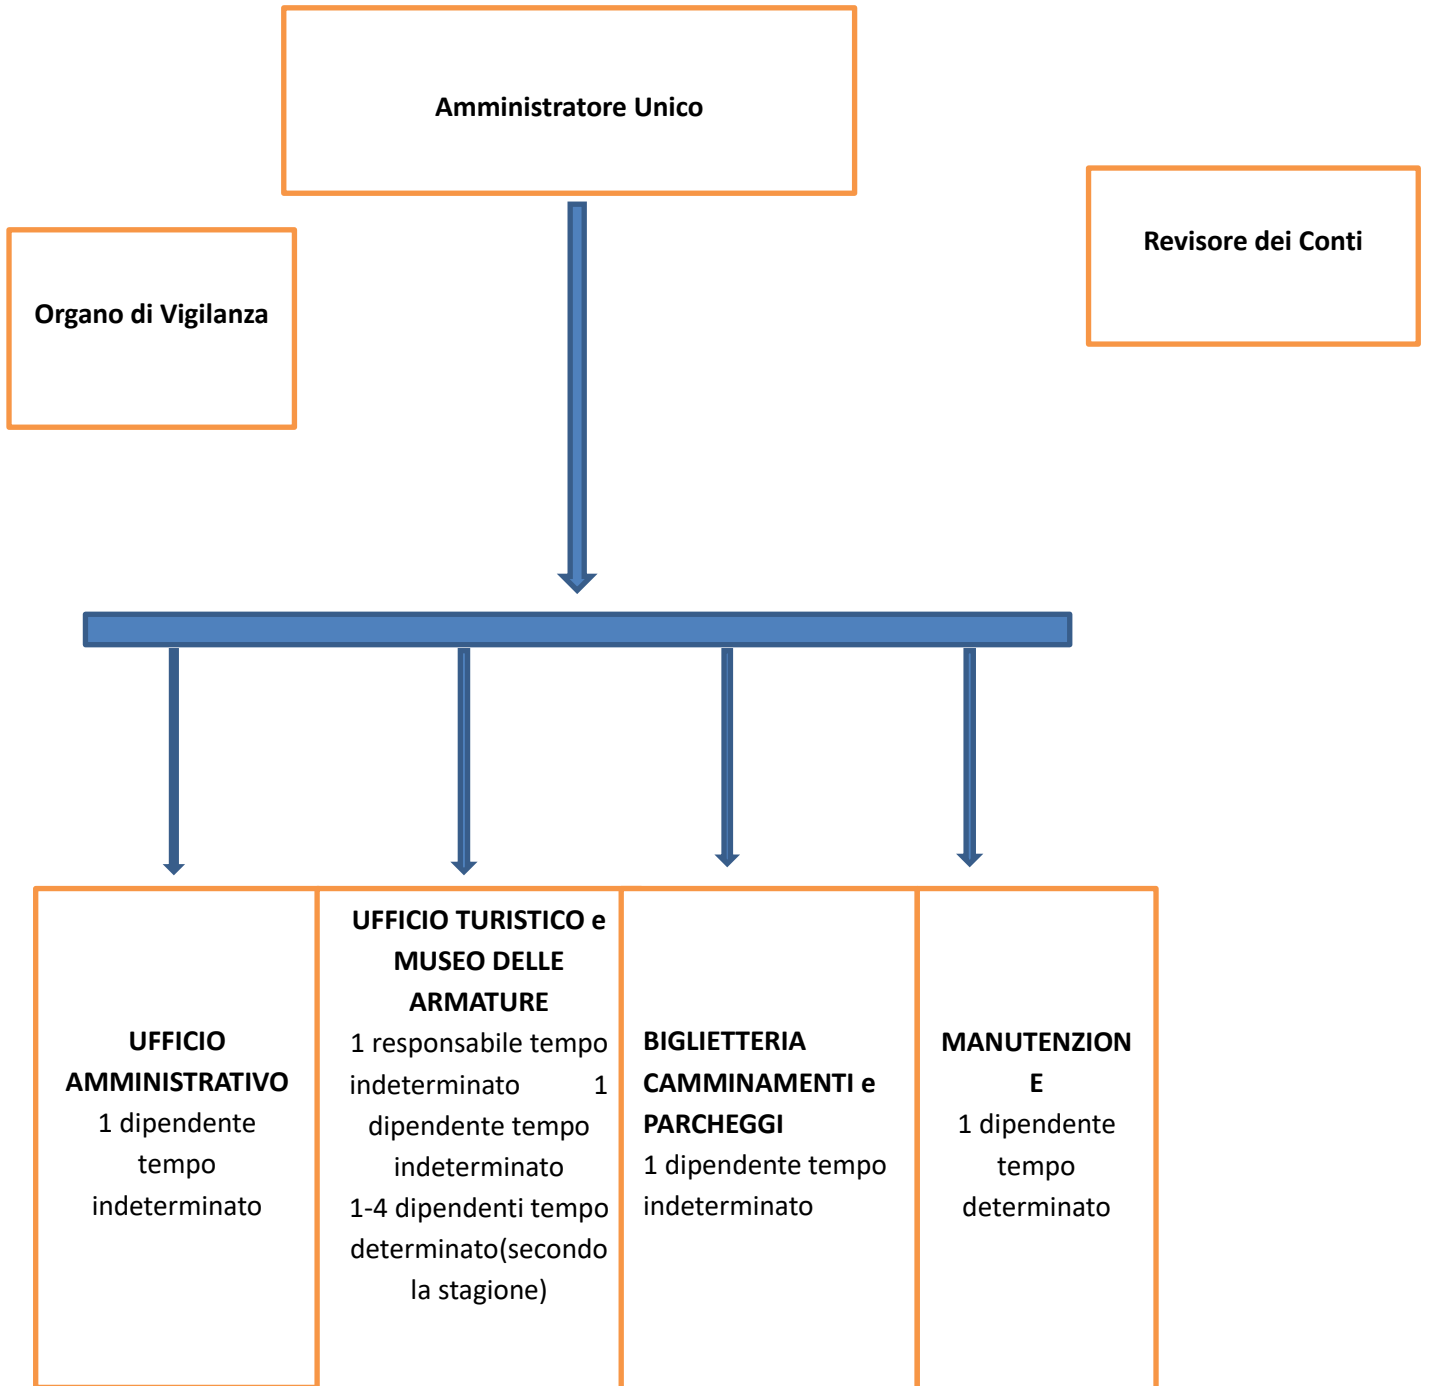 Amministratore Unico
Revisore dei Conti
Organo di Vigilanza
UFFICIO
AMMINISTRATIVO
1 dipendente
tempo
indeterminato
UFFICIO TURISTICO e
MUSEO DELLE
ARMATURE
1 responsabile tempo
indeterminato 1
dipendente tempo
indeterminato
1-4 dipendenti tempo
determinato(secondo
la stagione)
BIGLIETTERIA
CAMMINAMENTI e
PARCHEGGI
1 dipendente tempo
indeterminato
MANUTENZION
E
1 dipendente
tempo
determinato